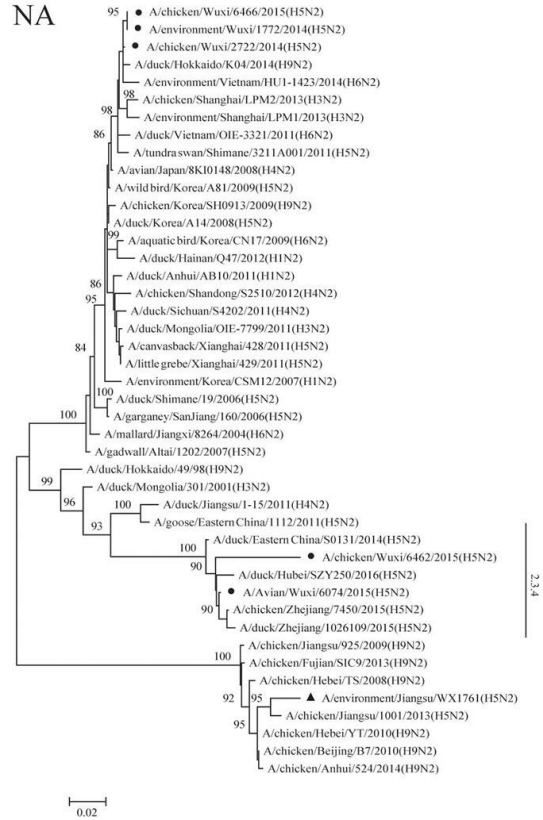 NA
95
A/chicken/Wuxi/6466/2015(H5N2)
A/environment/Wuxi/1772/2014(H5N2)
A/chicken/Wuxi/2722/2014(H5N2)
A/duck/Hokkaido/K04/2014(H9N2)
A/environment/Vietnam/HU1-1423/2014(H6N2)
98
A/chicken/Shanghai/LPM2/2013(H3N2)
98
A/environment/Shanghai/LPM1/2013(H3N2)
86
A/duck/Vietnam/OIE-3321/2011(H6N2)
A/tundra swan/Shimane/3211A001/2011(H5N2)
A/avian/Japan/8KI0148/2008(H4N2)
A/wild bird/Korea/A81/2009(H5N2)
A/chicken/Korea/SH0913/2009(H9N2)
A/duck/Korea/A14/2008(H5N2)
99
A/aquatic bird/Korea/CN17/2009(H6N2)
A/duck/Hainan/Q47/2012(H1N2)
A/duck/Anhui/AB10/2011(H1N2)
86
A/chicken/Shandong/S2510/2012(H4N2)
95
A/duck/Sichuan/S4202/2011(H4N2)
A/duck/Mongolia/OIE-7799/2011(H3N2)
84
A/canvasback/Xianghai/428/2011(H5N2)
A/little grebe/Xianghai/429/2011(H5N2)
A/environment/Korea/CSM12/2007(H1N2)
100
A/duck/Shimane/19/2006(H5N2)
A/garganey/SanJiang/160/2006(H5N2)
100
A/mallard/Jiangxi/8264/2004(H6N2)
A/gadwall/Altai/1202/2007(H5N2)
A/duck/Hokkaido/49/98(H9N2)
99
A/duck/Mongolia/301/2001(H3N2)
96
A/duck/Jiangsu/1-15/2011(H4N2)
100
A/goose/Eastern China/1112/2011(H5N2)
93
A/duck/Eastern China/S0131/2014(H5N2)
100
A/chicken/Wuxi/6462/2015(H5N2)
90
A/duck/Hubei/SZY250/2016(H5N2)
A/Avian/Wuxi/6074/2015(H5N2)
2.3.4
90
A/chicken/Zhejiang/7450/2015(H5N2)
A/duck/Zhejiang/1026109/2015(H5N2)
A/chicken/Jiangsu/925/2009(H9N2)
100
A/chicken/Fujian/SIC9/2013(H9N2)
A/chicken/Hebei/TS/2008(H9N2)
92
95
A/environment/Jiangsu/WX1761(H5N2)
A/chicken/Jiangsu/1001/2013(H5N2)
95
A/chicken/Hebei/YT/2010(H9N2)
A/chicken/Beijing/B7/2010(H9N2)
A/chicken/Anhui/524/2014(H9N2)
0.02